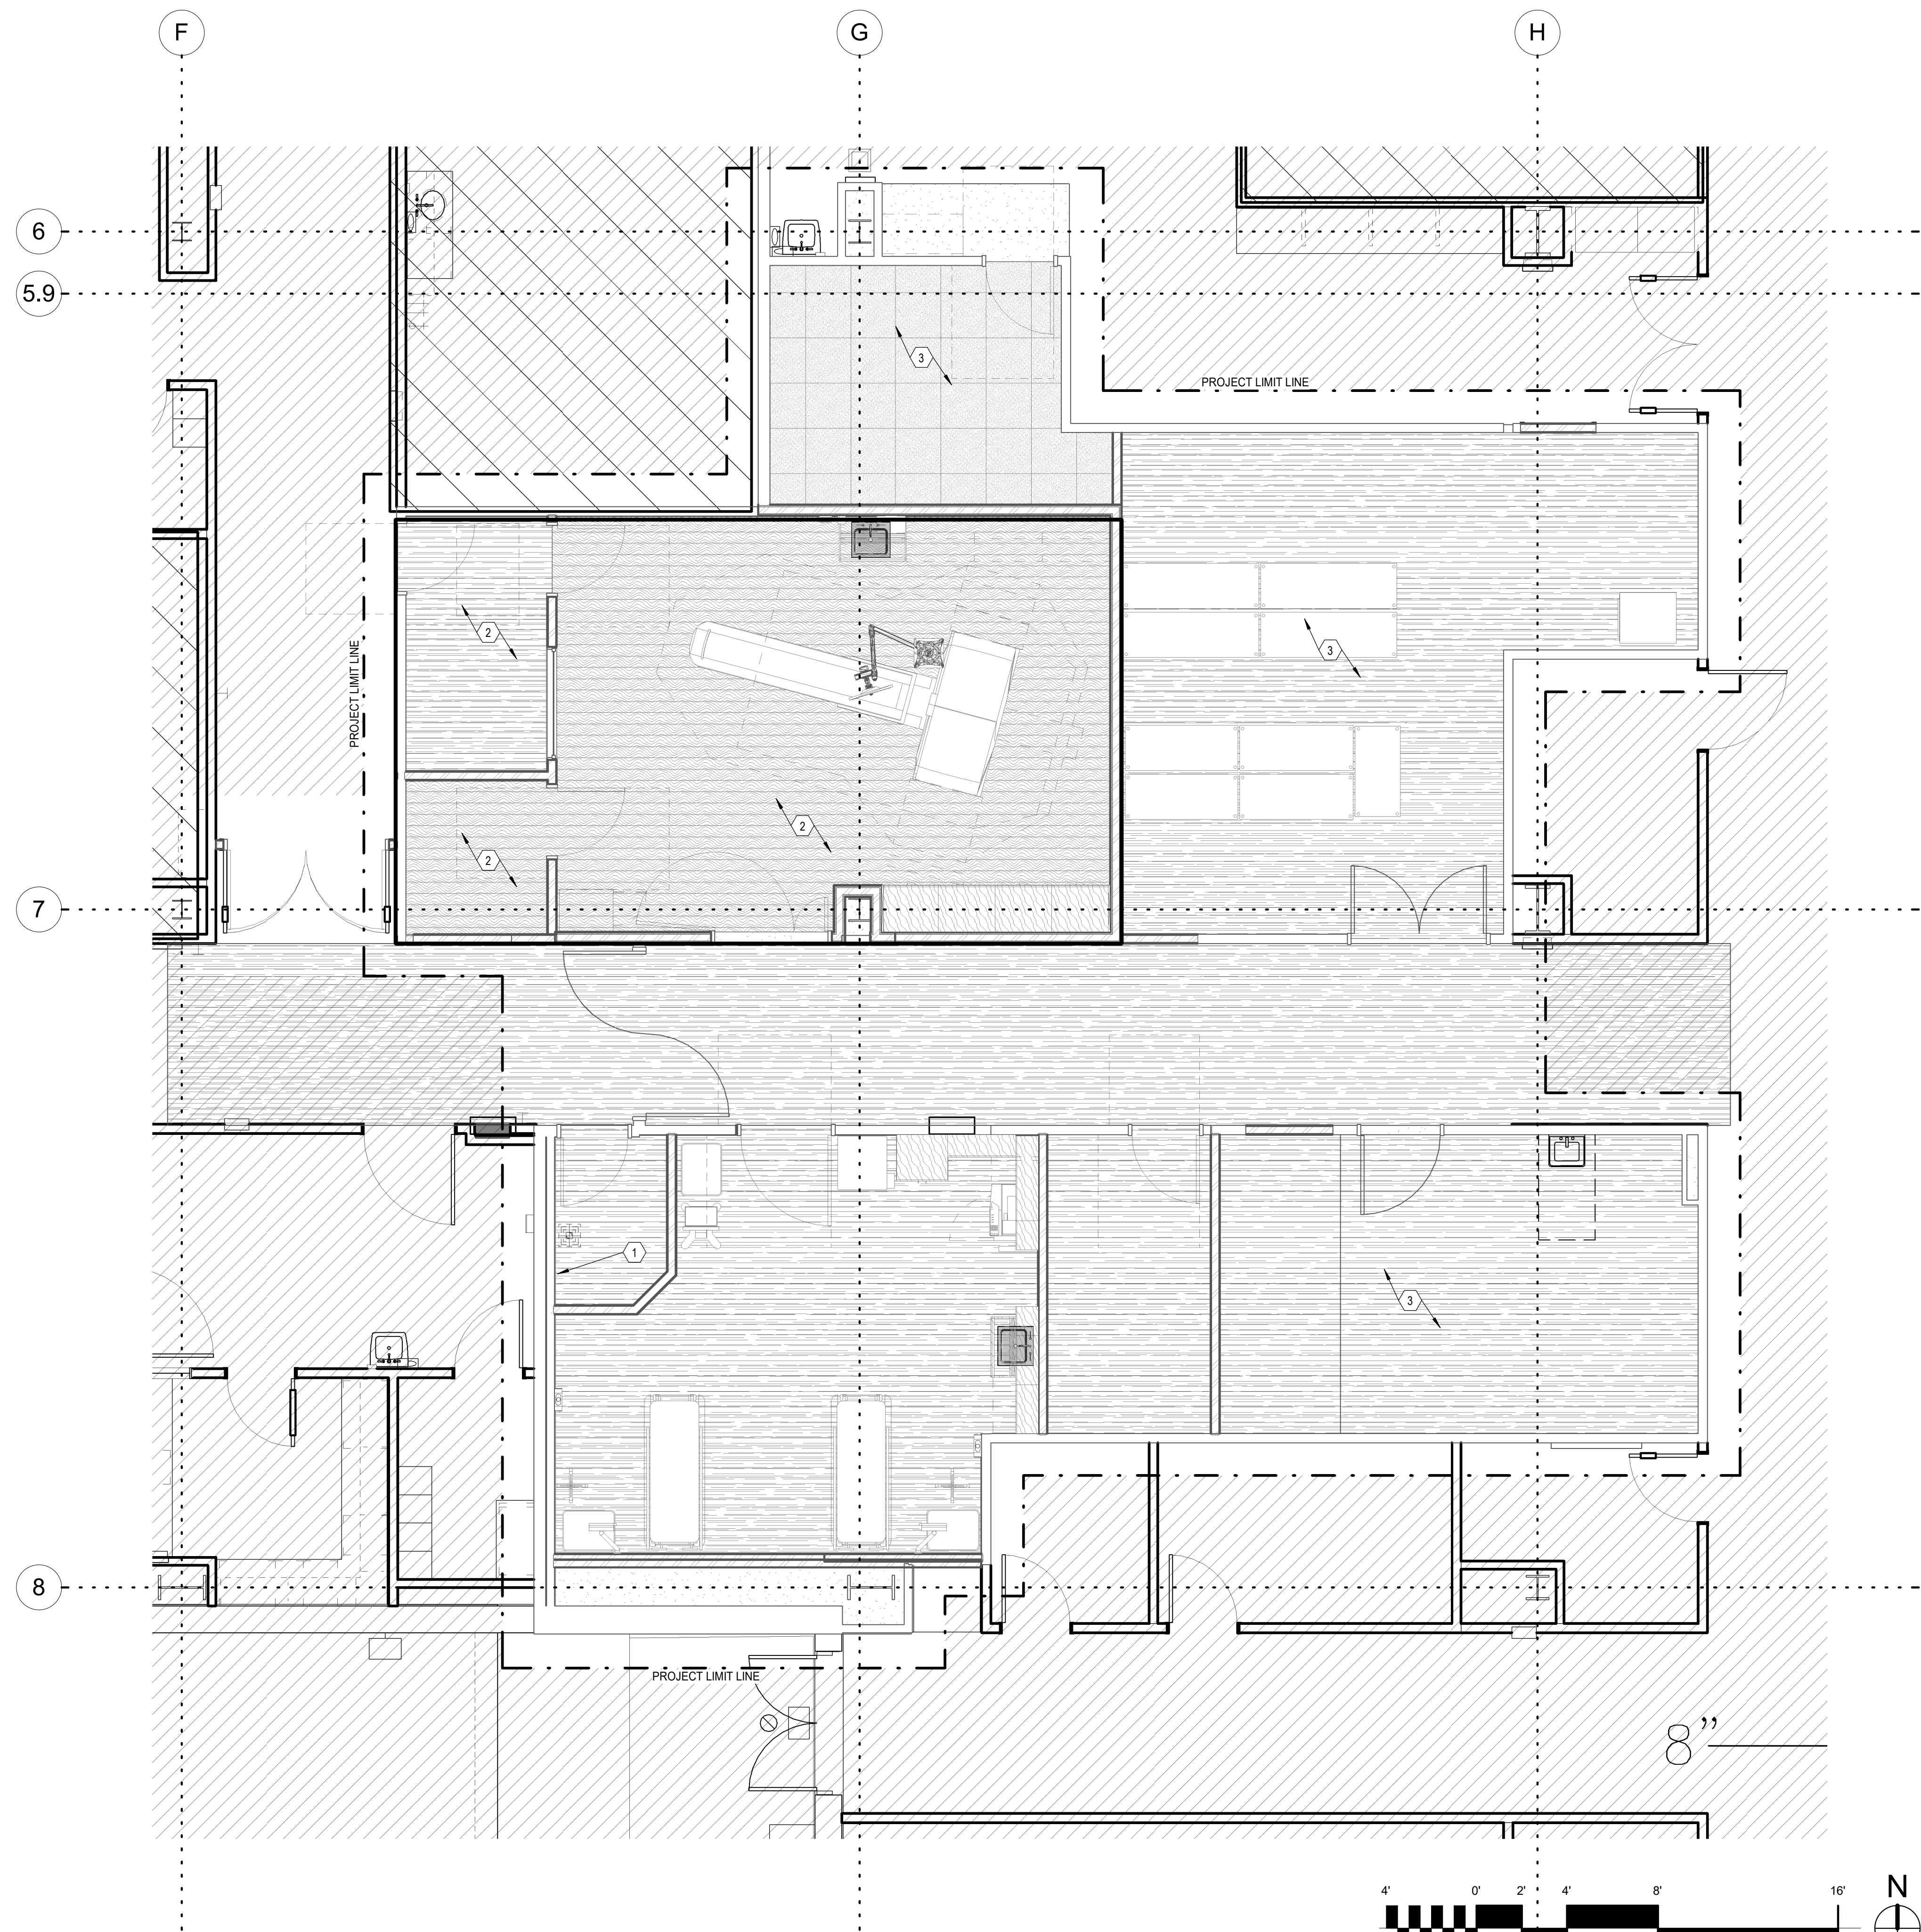 F
G
H
6
5.9
3
PROJECT LIMIT LINE
2
3
PROJECT LIMIT LINE
2
2
7
1
3
8
PROJECT LIMIT LINE
8”
4' 0' 2' 4' 8' 16'
N